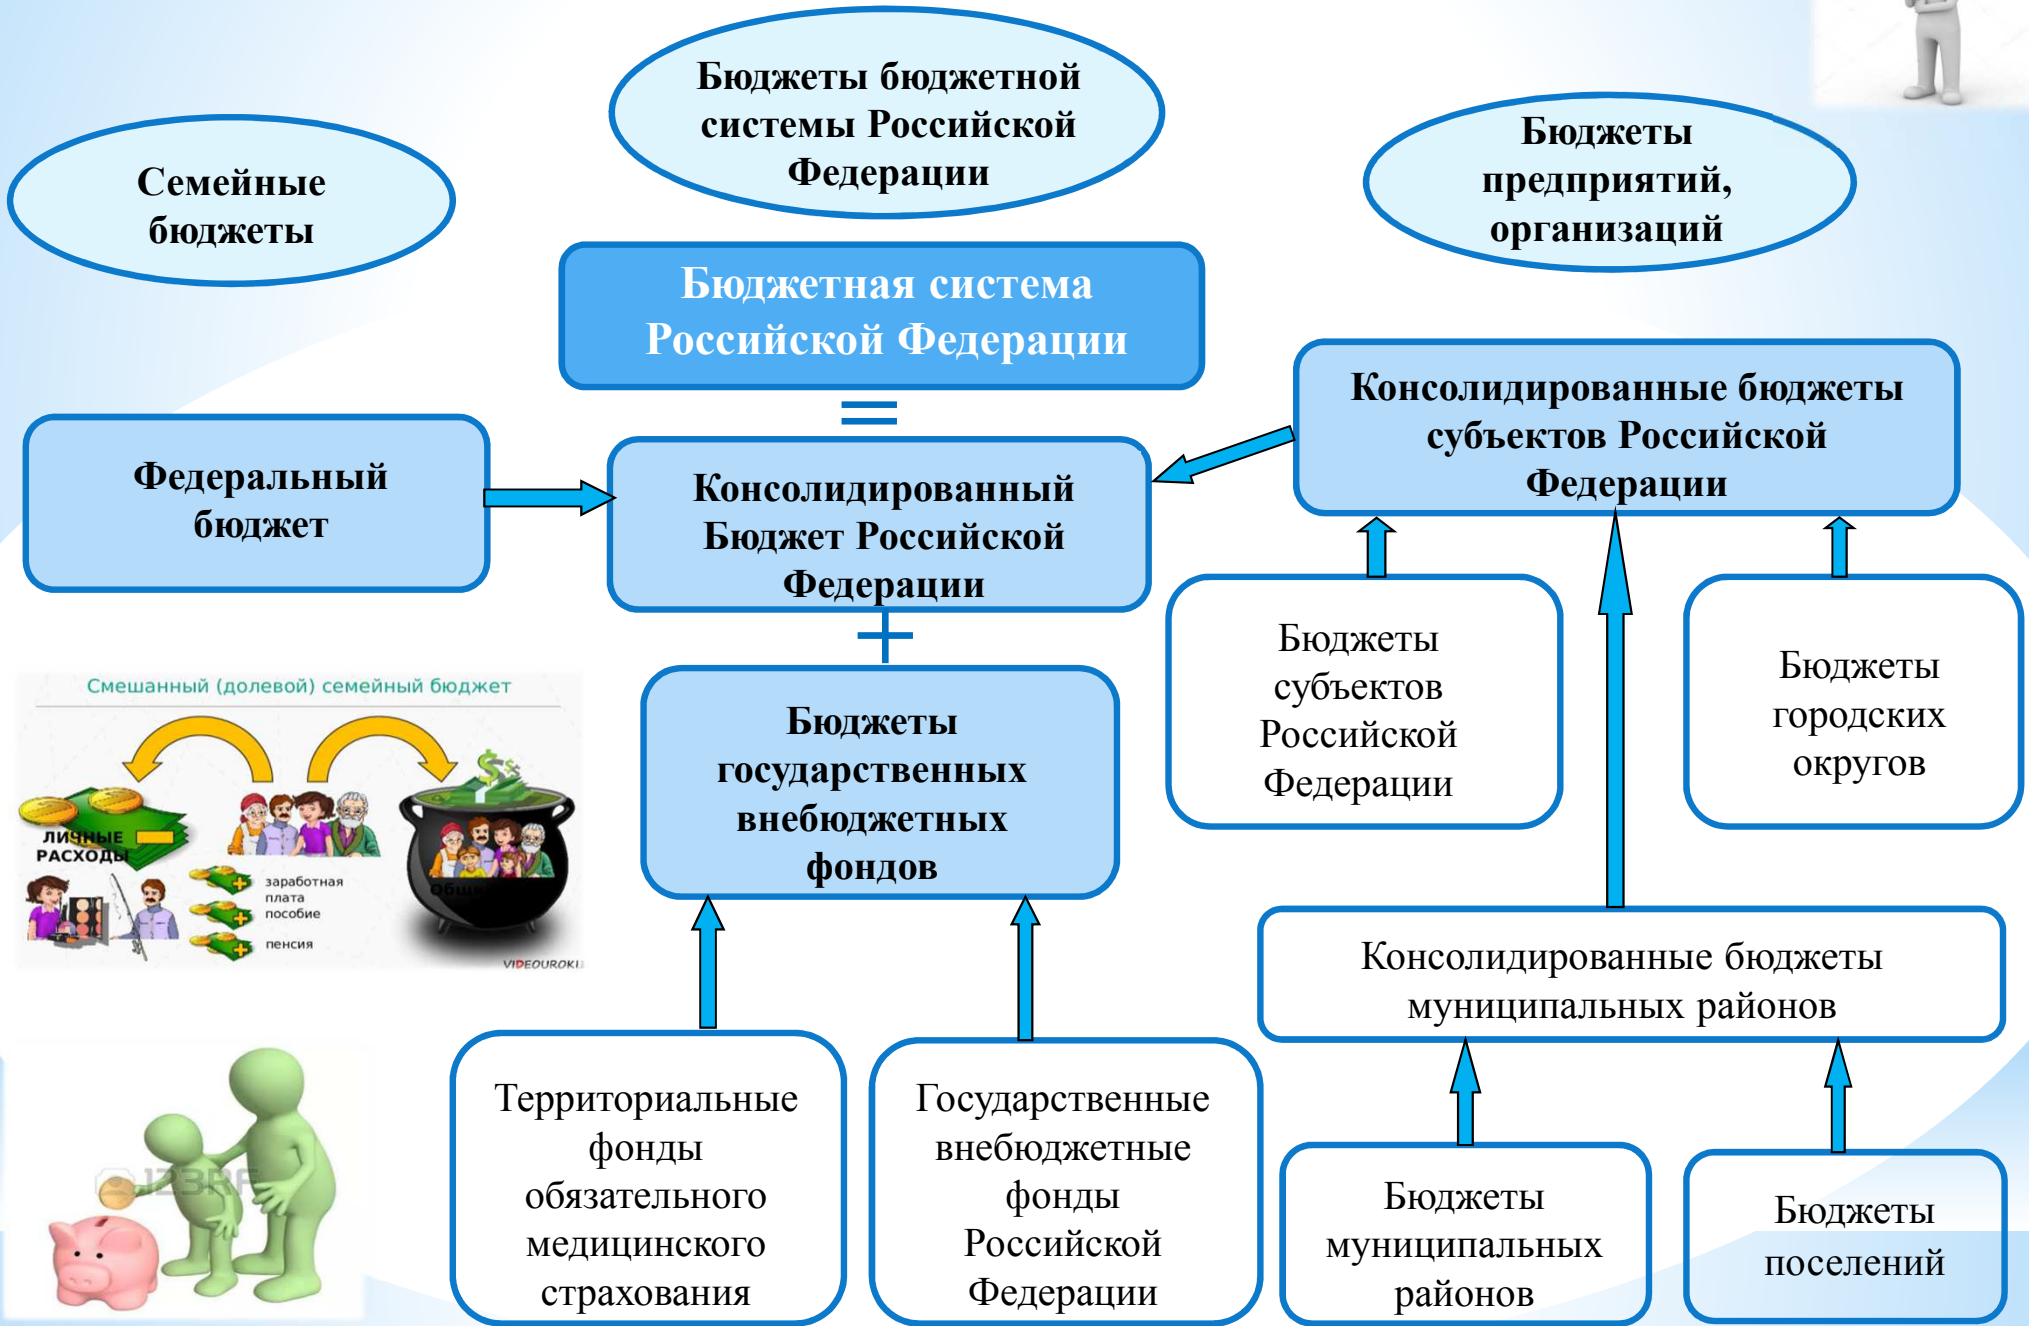 Бюджеты бюджетной
системы Российской
Федерации
Семейные
бюджеты
Бюджеты
предприятий,
организаций
Бюджетная система
Российской Федерации
=
Консолидированные бюджеты
субъектов Российской
Федерации
Федеральный
бюджет
Консолидированный
Бюджет Российской
Федерации
+
Бюджеты
субъектов
Российской
Федерации
Бюджеты
городских
округов
Смешанный (долевой) семейный бюджет
ЛИЧНЫЕ
РАСХОДЫ
заработная
плата
пособие
пенсия
VIDEOUROKI
Бюджеты
государственных
внебюджетных
фондов
Консолидированные бюджеты
муниципальных районов
Территориальные
фонды
обязательного
медицинского
страхования
Государственные
внебюджетные
фонды
Российской
Федерации
Бюджеты
муниципальных
районов
Бюджеты
поселений
123RF